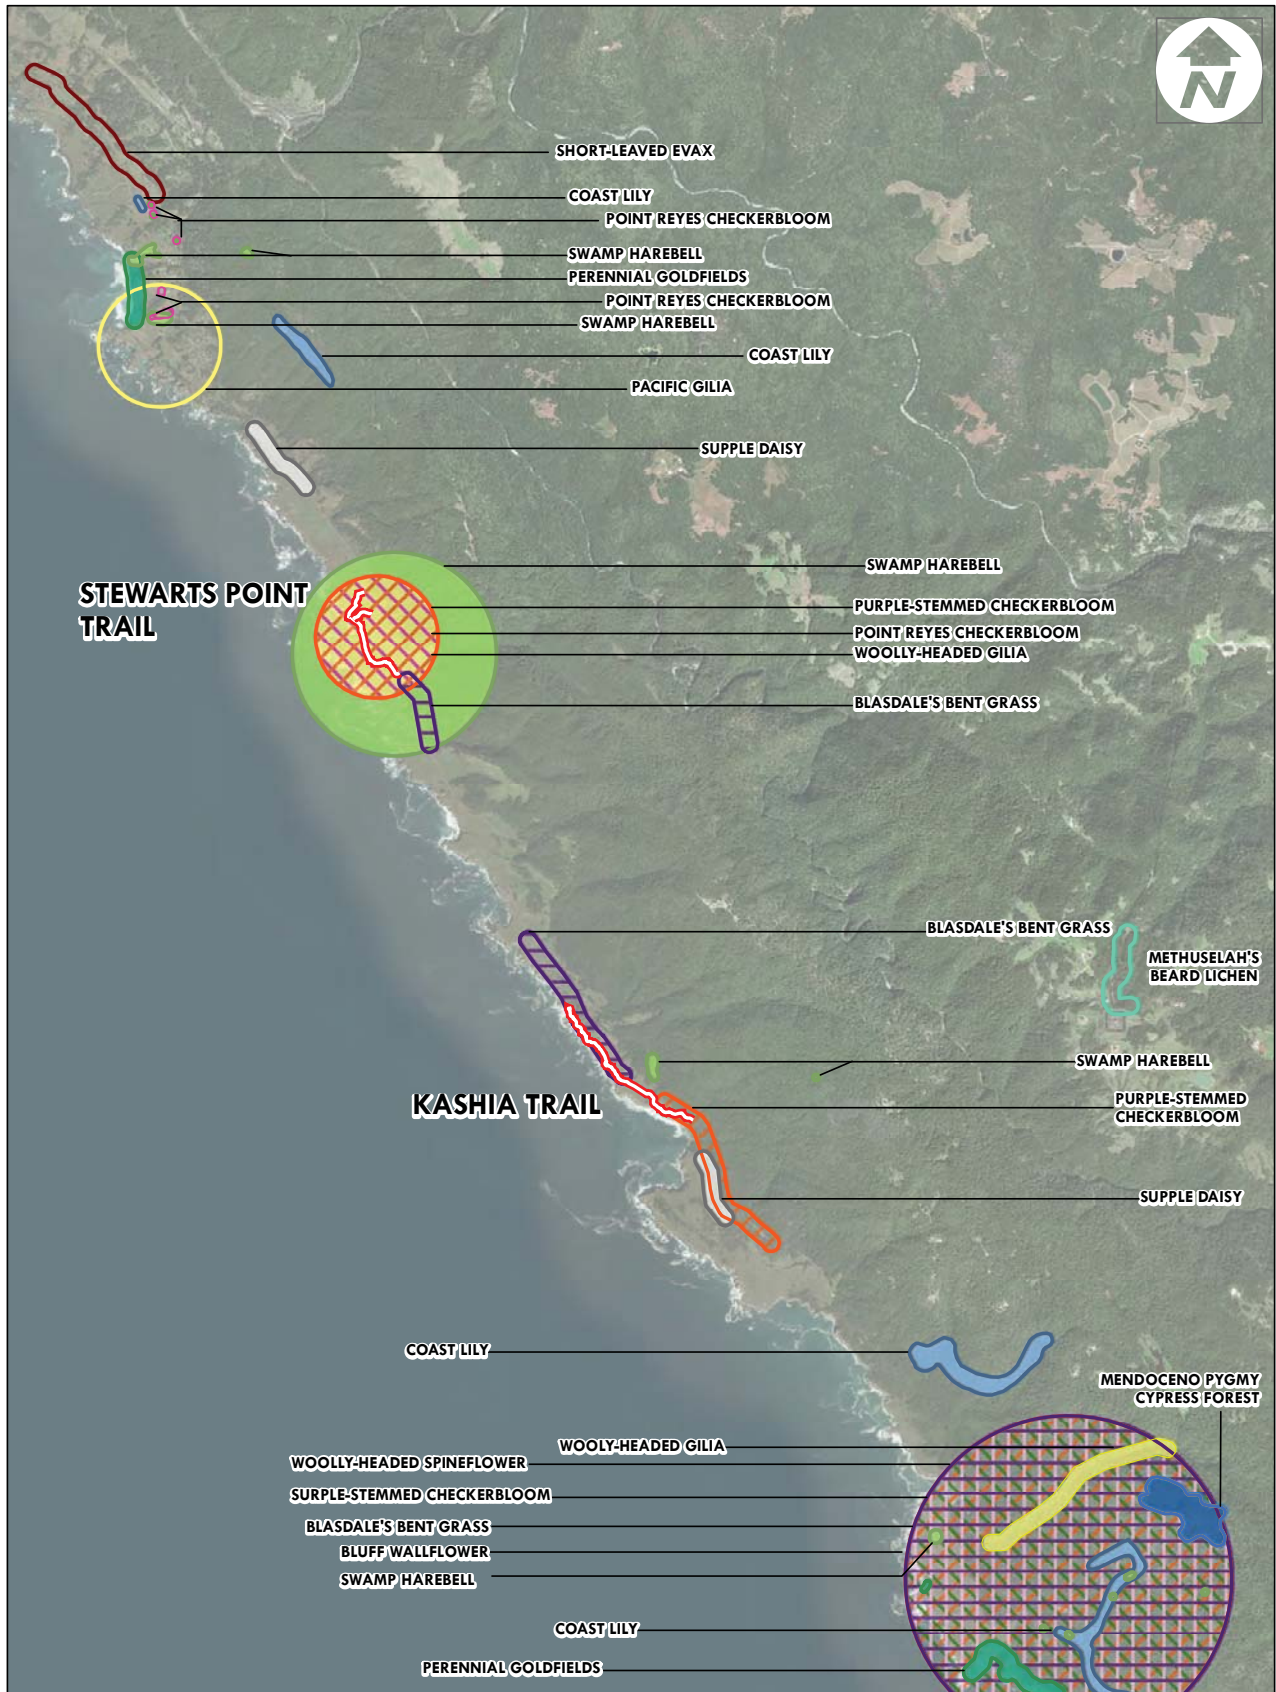 N
SHORT-LEAVED EVAX
COAST LILY
POINT REYES CHECKERBLOOM
SWAMP HAREBELL
PERENNIAL GOLDFIELDS
POINT REYES CHECKERBLOOM
SWAMP HAREBELL
COAST LILY
PACIFIC GILIA
SUPPLE DAISY
SWAMP HAREBELL
STEWARTS POINT
TRAIL
PURPLE-STEMMED CHECKERBLOOM
POINT REYES CHECKERBLOOM
WOOLLY-HEADED GILIA
BLASDALE'S BENT GRASS
BLASDALE'S BENT GRASS
METHUSELAH'S
BEARD LICHEN
SWAMP HAREBELL
KASHIA TRAIL
PURPLE-STEMMED
CHECKERBLOOM
SUPPLE DAISY
COAST LILY
MENDOCENO PYGMY
CYPRESS FOREST
WOOLY-HEADED GILIA
WOOLLY-HEADED SPINEFLOWER
SURPLE-STEMMED CHECKERBLOOM
BLASDALE'S BENT GRASS
BLUFF WALLFLOWER
SWAMP HAREBELL
COAST LILY
PERENNIAL GOLDFIELDS